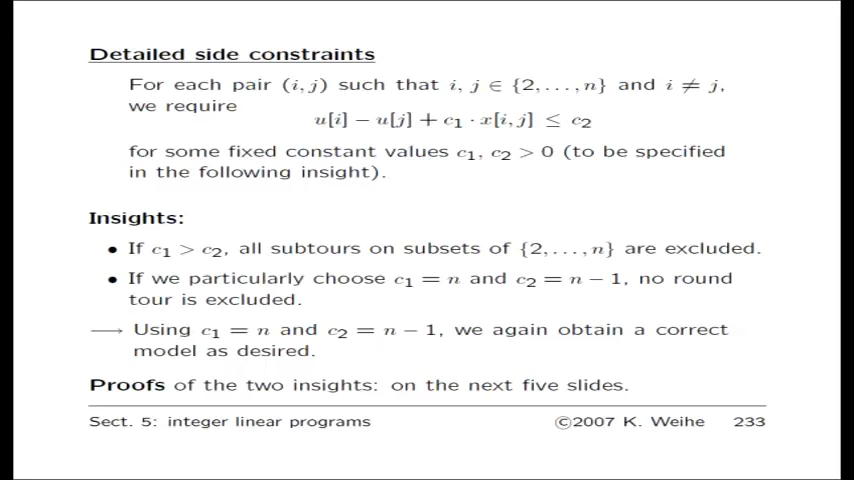 Detailed side constraints
For each pair (i, j) such that i, j ∈ {2, . . . , n} and i ≠ j,
we require
u[i] − u[j] + c₁ · x[i, j] ≤ c₂
for some fixed constant values c₁, c₂ > 0 (to be specified
in the following insight).
Insights:
• If c₁ > c₂, all subtours on subsets of {2, . . . , n} are excluded.
• If we particularly choose c₁ = n and c₂ = n − 1, no round
tour is excluded.
⟶ Using c₁ = n and c₂ = n − 1, we again obtain a correct
model as desired.
Proofs of the two insights: on the next five slides.
Sect. 5: integer linear programs ©2007 K. Weihe 233